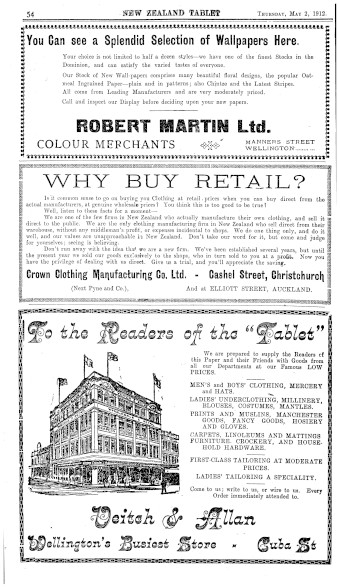 54 NEW ZEALAND TABLET THURSDAY, MAY 2, 1912
You Can see a Splendid Selection of Wallpapers Here.
Your choice is not limited to half a dozen styles—we have one of the finest Stocks in the
Dominion, and can satisfy the varied tastes of everyone.
Our Stock of New Wall-papers comprises many beautiful floral designs, the popular Oat-
meal Ingrained Paper—plain and in patterns; also Chintzs and the Latest Stripes.
All come from Leading Manufacturers and are very moderately priced.
Call and inspect our Display before deciding upon your new papers.
ROBERT MARTIN Ltd.
COLOUR MERCHANTS
MANNERS STREET
WELLINGTON
WHY BUY RETAIL?
Is it common sense to go on buying your Clothing at retail prices when you can buy direct from the
actual manufacturers, at genuine wholesale prices? You think this is too good to be true!
Well, listen to these facts for a moment—
We are one of the few firms in New Zealand who actually manufacture their own clothing, and sell it
direct to the public. We are the only clothing manufacturing firm in New Zealand who sell direct from their
warehouse, without any middleman's profit, or expenses incidental to shops. We do one thing only, and do it
well, and our values are unapproachable in New Zealand. Don't take our word for it, but come and judge
for yourselves; seeing is believing.
Don't run away with the idea that we are a new firm. We've been established several years, but until
the present year we sold our goods exclusively to the shops, who in turn sold to you at a profit. Now you
have the privilege of dealing with us direct. Give us a trial, and you'll appreciate the saving.
Crown Clothing Manufacturing Co. Ltd. - Cashel Street, Christchurch
(Next Pyne and Co.), And at ELLIOTT STREET, AUCKLAND.
To the Readers of the "Tablet"
We are prepared to supply the Readers of
this Paper and their Friends with Goods from
all our Departments at our Famous LOW
PRICES.
MEN'S and BOYS' CLOTHING, MERCERY
and HATS.
LADIES' UNDERCLOTHING, MILLINERY,
BLOUSES, COSTUMES, MANTLES.
PRINTS AND MUSLINS, MANCHESTER
GOODS, FANCY GOODS, HOSIERY
AND GLOVES.
CARPETS, LINOLEUMS AND MATTINGS
FURNITURE, CROCKERY, AND HOUSE-
HOLD HARDWARE.
FIRST-CLASS TAILORING AT MODERATE
PRICES.
LADIES' TAILORING A SPECIALITY.
Come to us; write to us, or wire to us. Every
Order immediately attended to.
Veitch & Allan
Wellington's Busiest Store - Cuba St